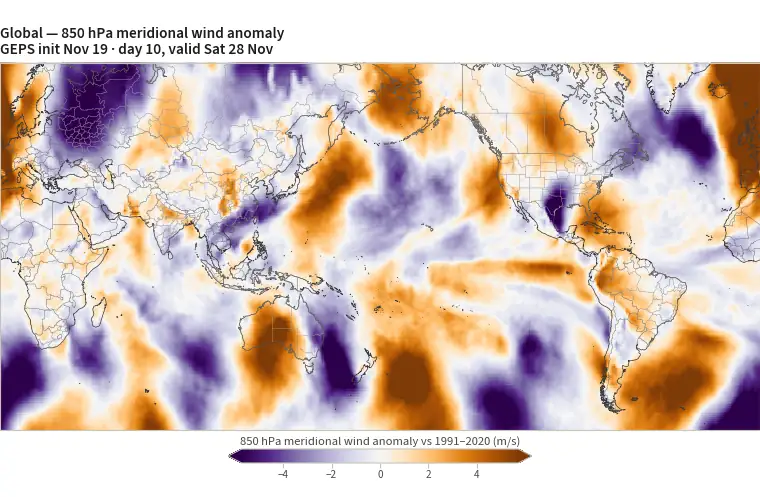 Global — 850 hPa meridional wind anomaly
GEPS init Nov 19 · day 10, valid Sat 28 Nov
850 hPa meridional wind anomaly vs 1991–2020 (m/s)
−4 −2 0 2 4